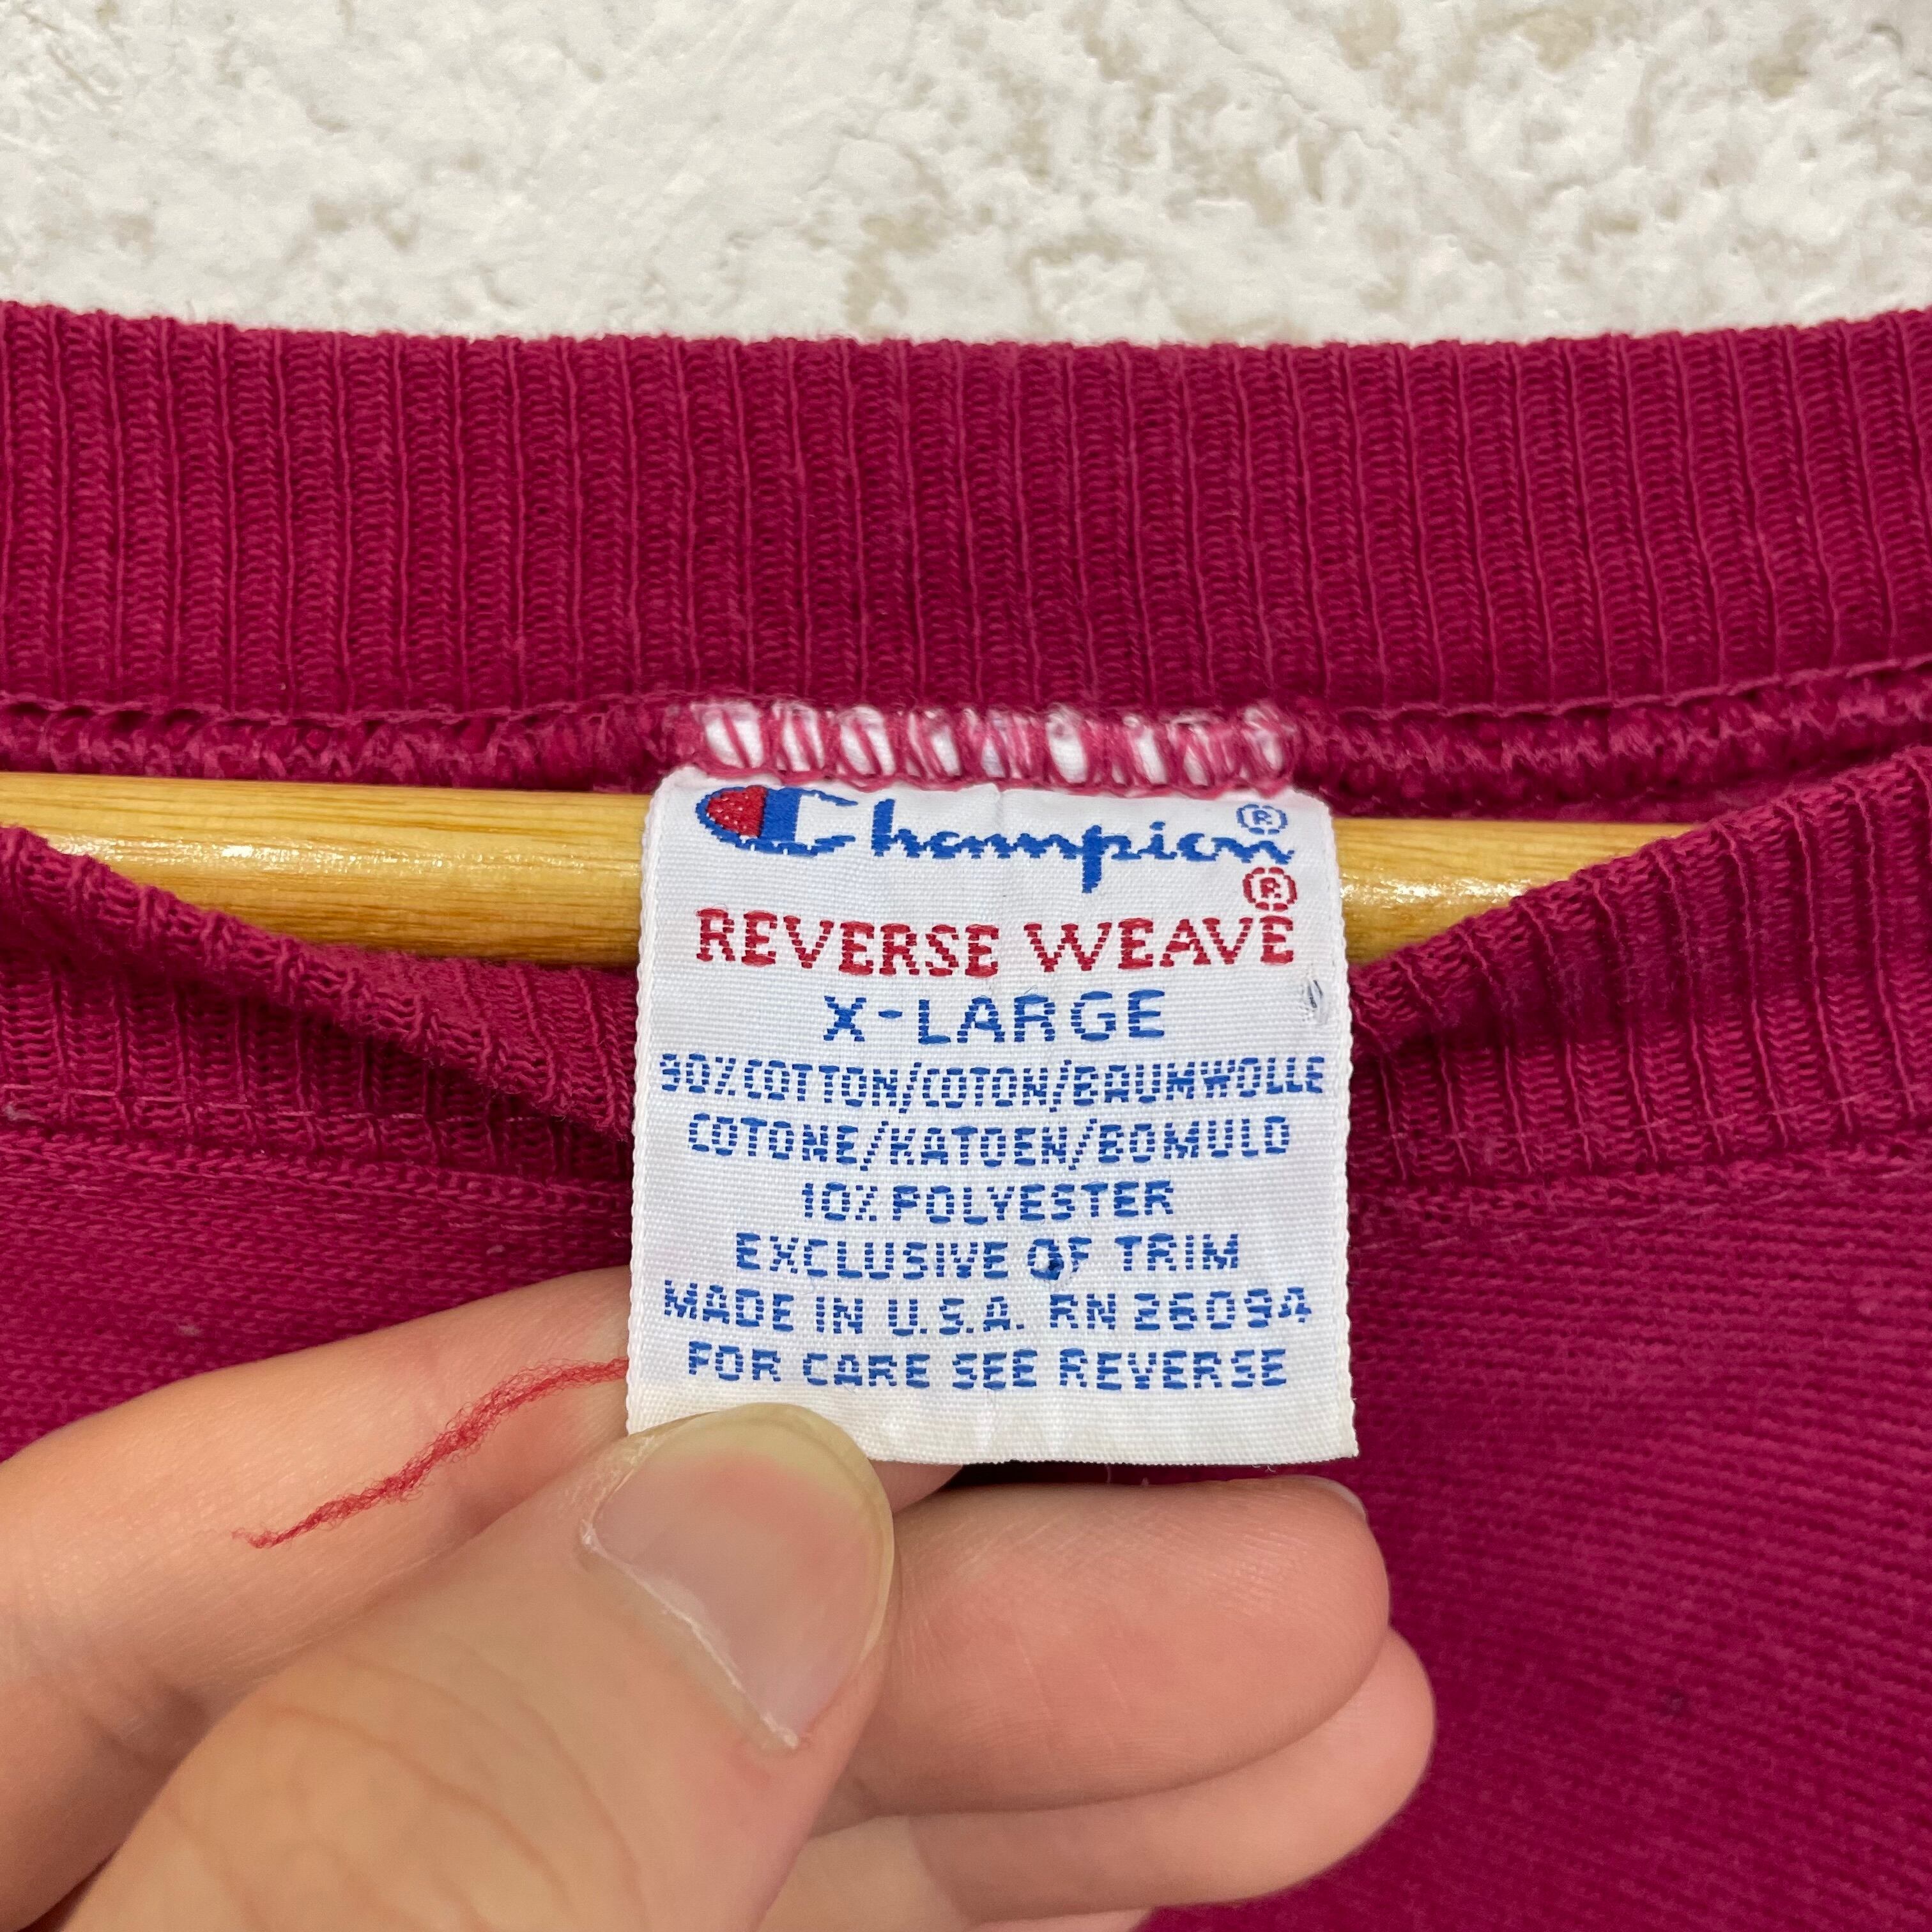 Champion®
REVERSE WEAVE®
X-LARGE
90% COTTON/COTON/BAUMWOLLE
COTONE/KATOEN/BOMULD
10% POLYESTER
EXCLUSIVE OF TRIM
MADE IN U.S.A. RN 26094
FOR CARE SEE REVERSE